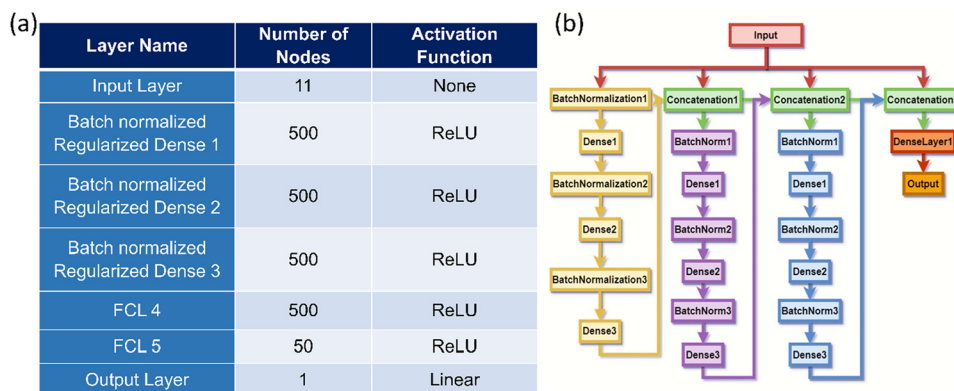 (a)
Layer Name Number of Nodes Activation Function
Input Layer 11 None
Batch normalized Regularized Dense 1 500 ReLU
Batch normalized Regularized Dense 2 500 ReLU
Batch normalized Regularized Dense 3 500 ReLU
FCL 4 500 ReLU
FCL 5 50 ReLU
Output Layer 1 Linear
(b)
Input
BatchNormalization1 Concatenation1 Concatenation2 Concatenation
Dense1 BatchNorm1 BatchNorm1 DenseLayer1
BatchNormalization2 Dense1 Dense1 Output
Dense2 BatchNorm2 BatchNorm2
BatchNormalization3 Dense2 Dense2
Dense3 BatchNorm3 BatchNorm3
Dense3 Dense3